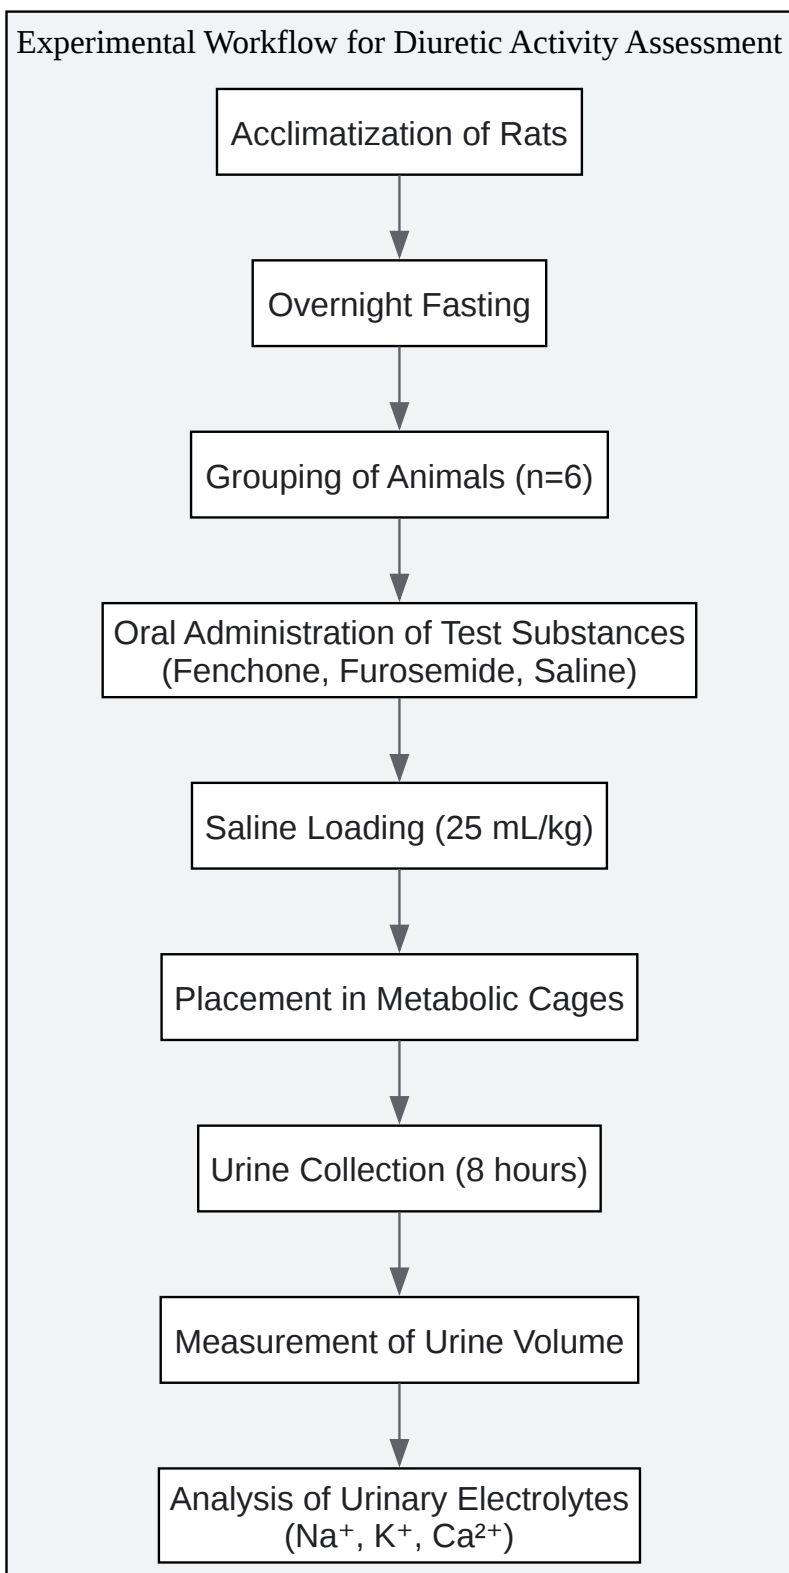 Experimental Workflow for Diuretic Activity Assessment
Acclimatization of Rats
Overnight Fasting
Grouping of Animals (n=6)
Oral Administration of Test Substances
(Fenchone, Furosemide, Saline)
Saline Loading (25 mL/kg)
Placement in Metabolic Cages
Urine Collection (8 hours)
Measurement of Urine Volume
Analysis of Urinary Electrolytes
(Na⁺, K⁺, Ca²⁺)